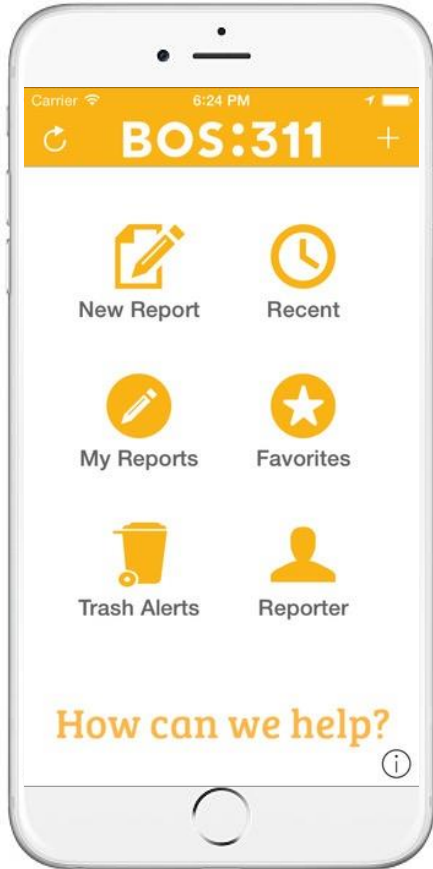 Carrier 6:24 PM
BOS:311
New Report Recent
My Reports Favorites
Trash Alerts Reporter
How can we help?
i